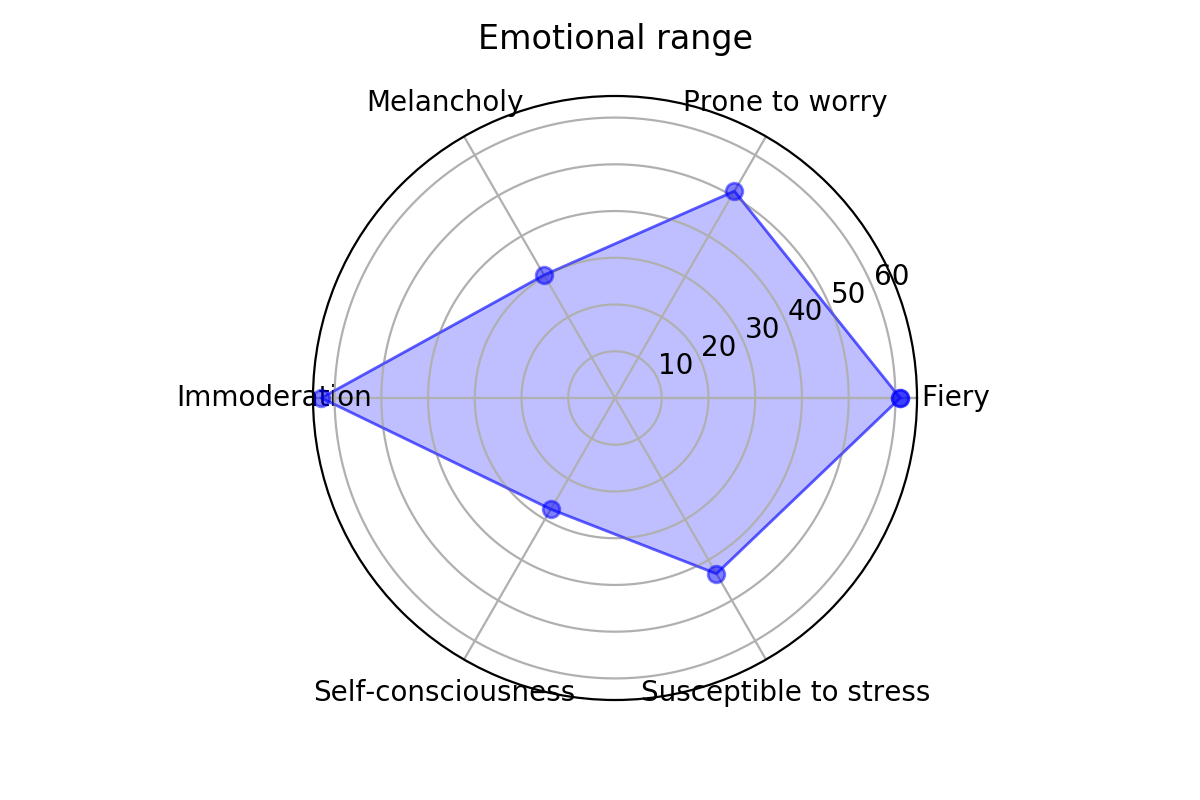 Emotional range
Melancholy
Prone to worry
60
50
40
30
20
10
Immoderation
Fiery
Self-consciousness
Susceptible to stress